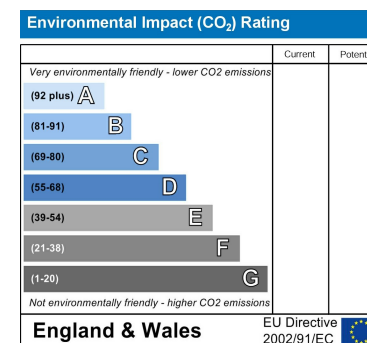 Environmental Impact (CO₂) Rating
Current Potent
Very environmentally friendly - lower CO2 emissions
(92 plus) A
(81-91) B
(69-80) C
(55-68) D
(39-54) E
(21-38) F
(1-20) G
Not environmentally friendly - higher CO2 emissions
England & Wales
EU Directive
2002/91/EC